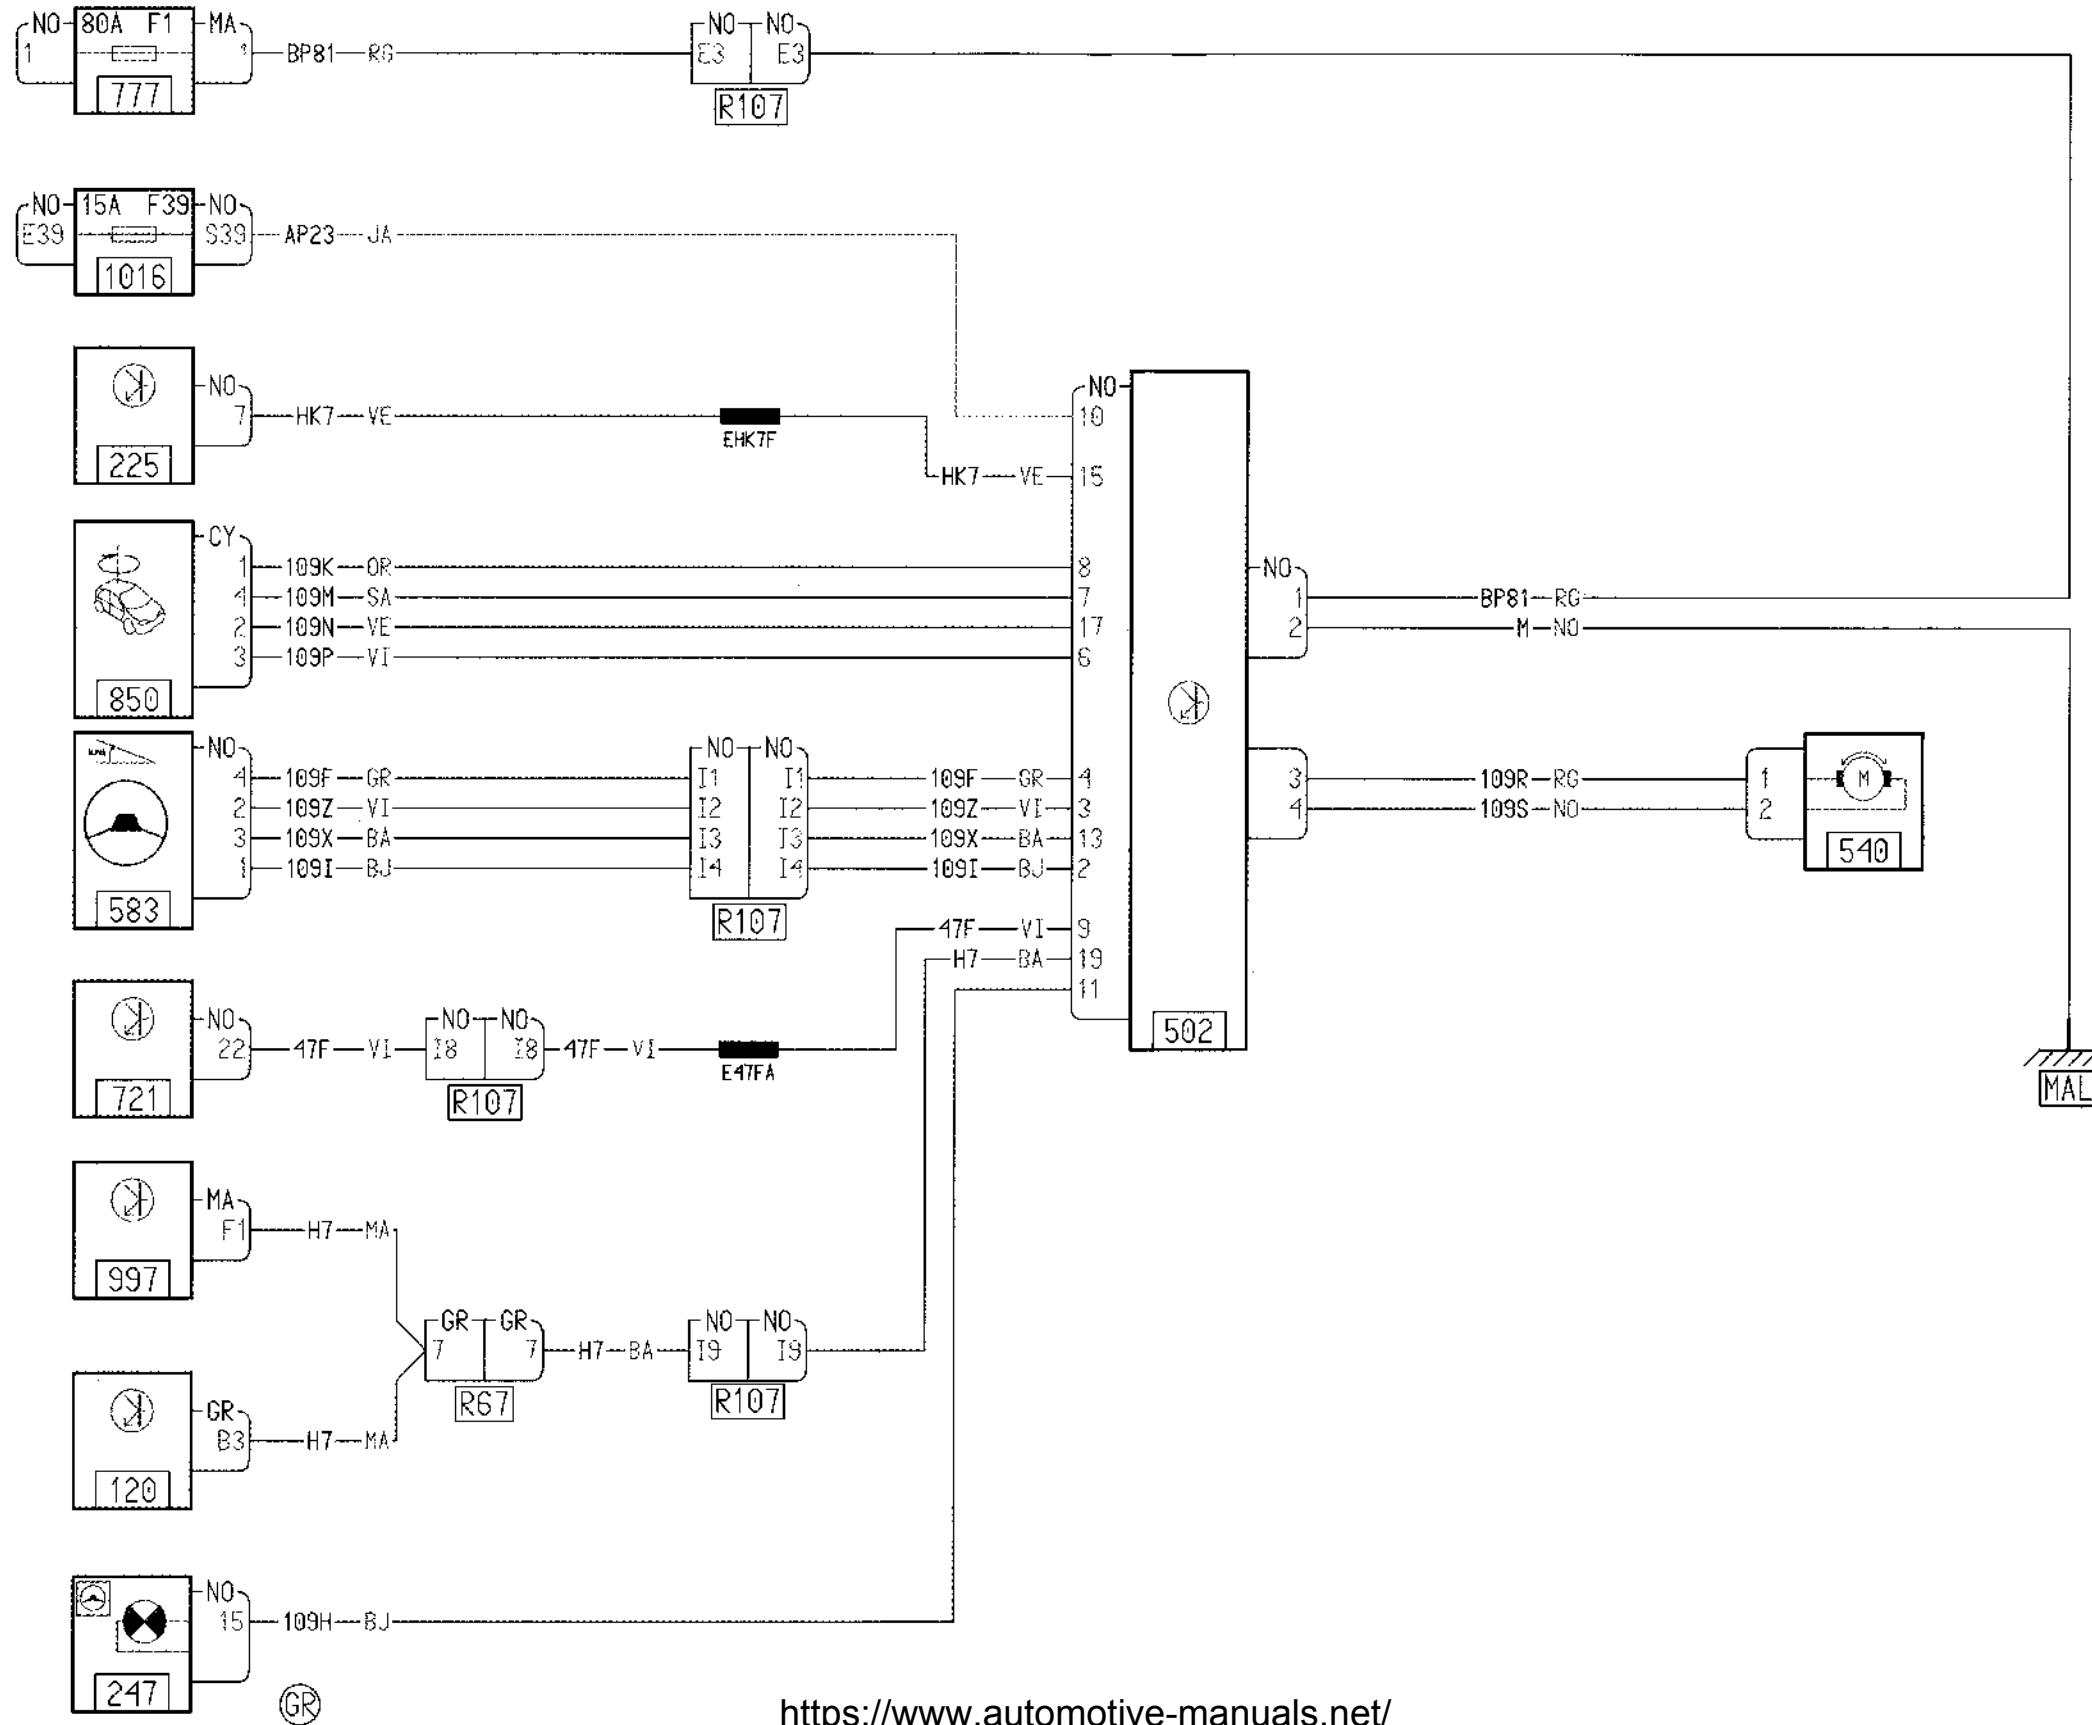 NO 80A F1 MA NO NO
1 1 BP81 RG E3 E3
777 R107
NO 15A F39 NO
E39 S39 AP23 JA
1016
NO NO
7 HK7 VE 10
EHK7F
225 HK7 VE 15
CY
1 109K OR 8 NO
4 109M SA 7 1 BP81 RG
2 109N VE 17 2 M NO
3 109P VI 6
850
NO NO NO
4 109F GR I1 I1 109F GR 4 3 109R RG 1 M
2 109Z VI I2 I2 109Z VI 3 4 109S NO 2
3 109X BA I3 I3 109X BA 13 540
1 109I BJ I4 I4 109I BJ 2
583 R107 47F VI 9
H7 BA 19
11
NO NO NO 502
22 47F VI I8 I8 47F VI
E47FA
721 R107 MAL
MA
F1 H7 MA
997
GR GR NO NO
7 7 H7 BA I9 I9
R67 R107
GR
B3 H7 MA
120
NO
15 109H BJ
247 GR
https://www.automotive-manuals.net/